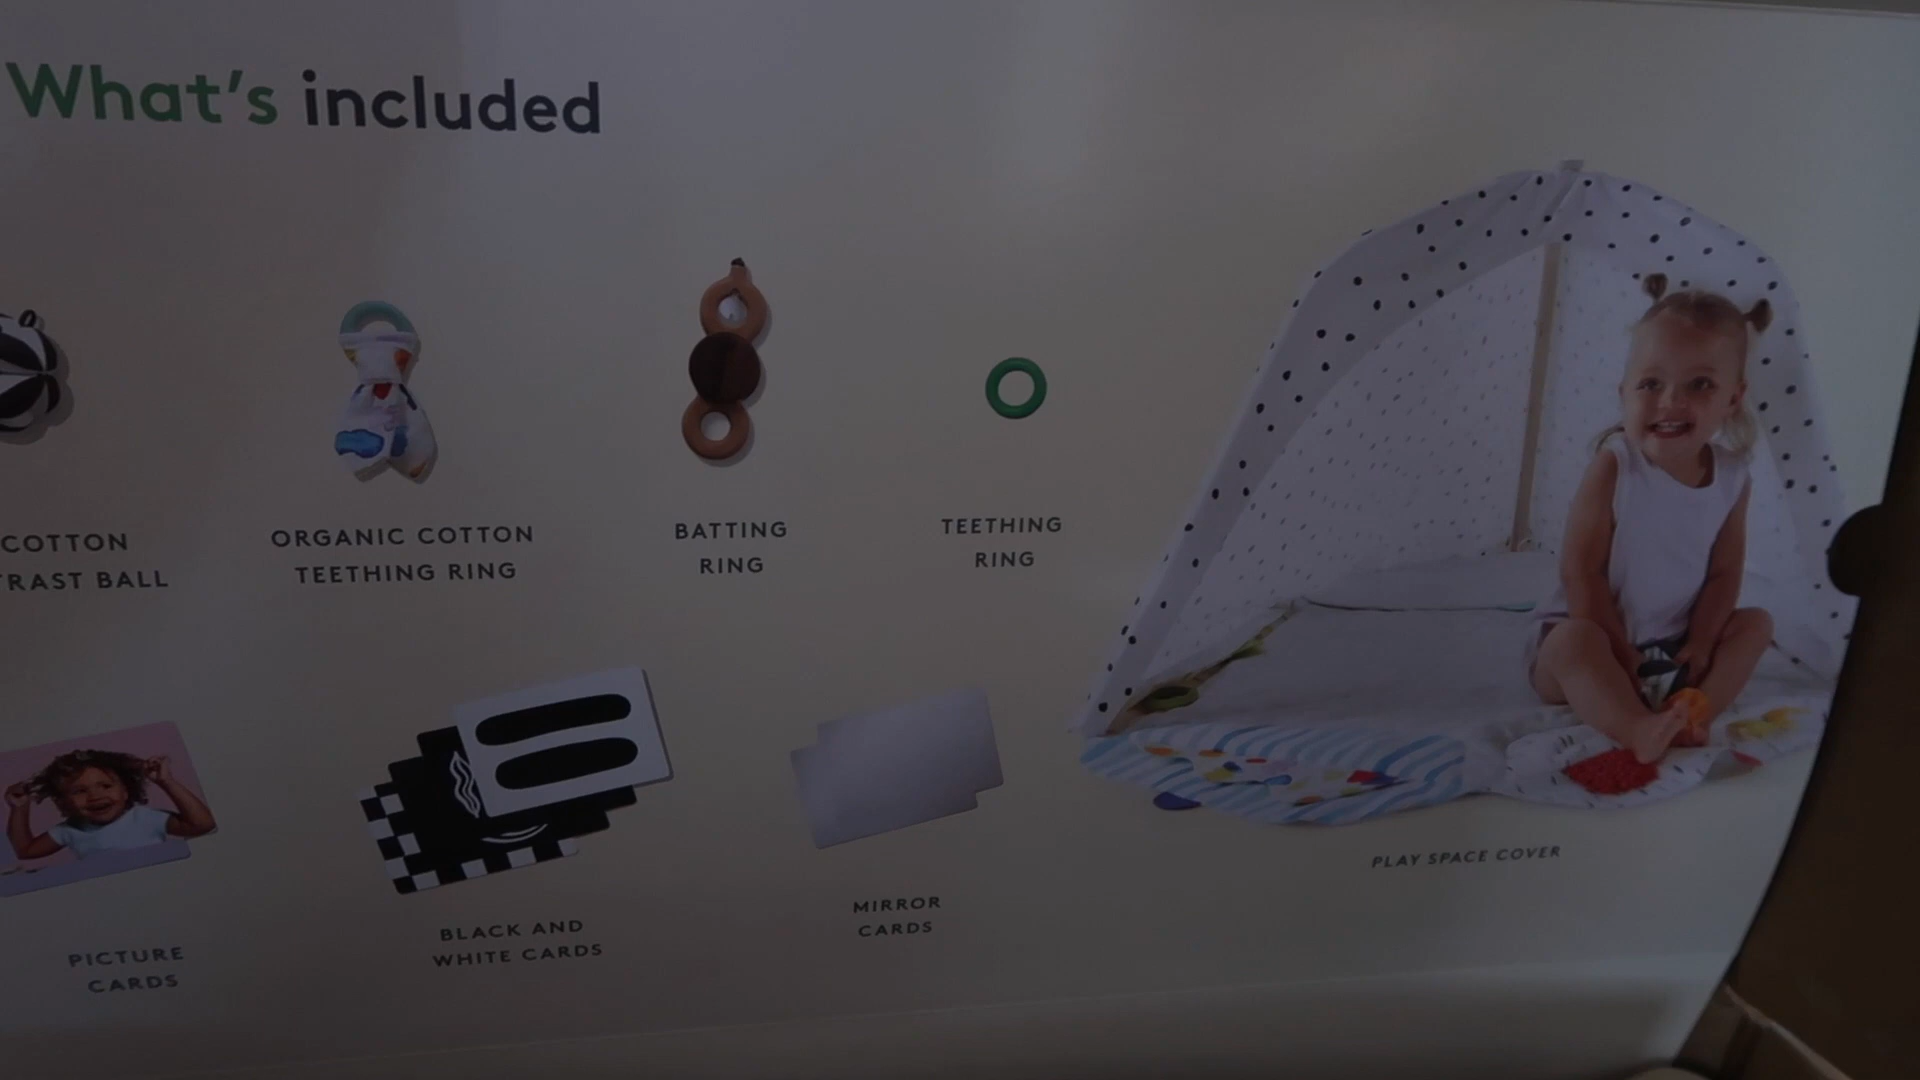 What's included
COTTON
TRAST BALL
ORGANIC COTTON
TEETHING RING
BATTING
RING
TEETHING
RING
PICTURE
CARDS
BLACK AND
WHITE CARDS
MIRROR
CARDS
PLAY SPACE COVER